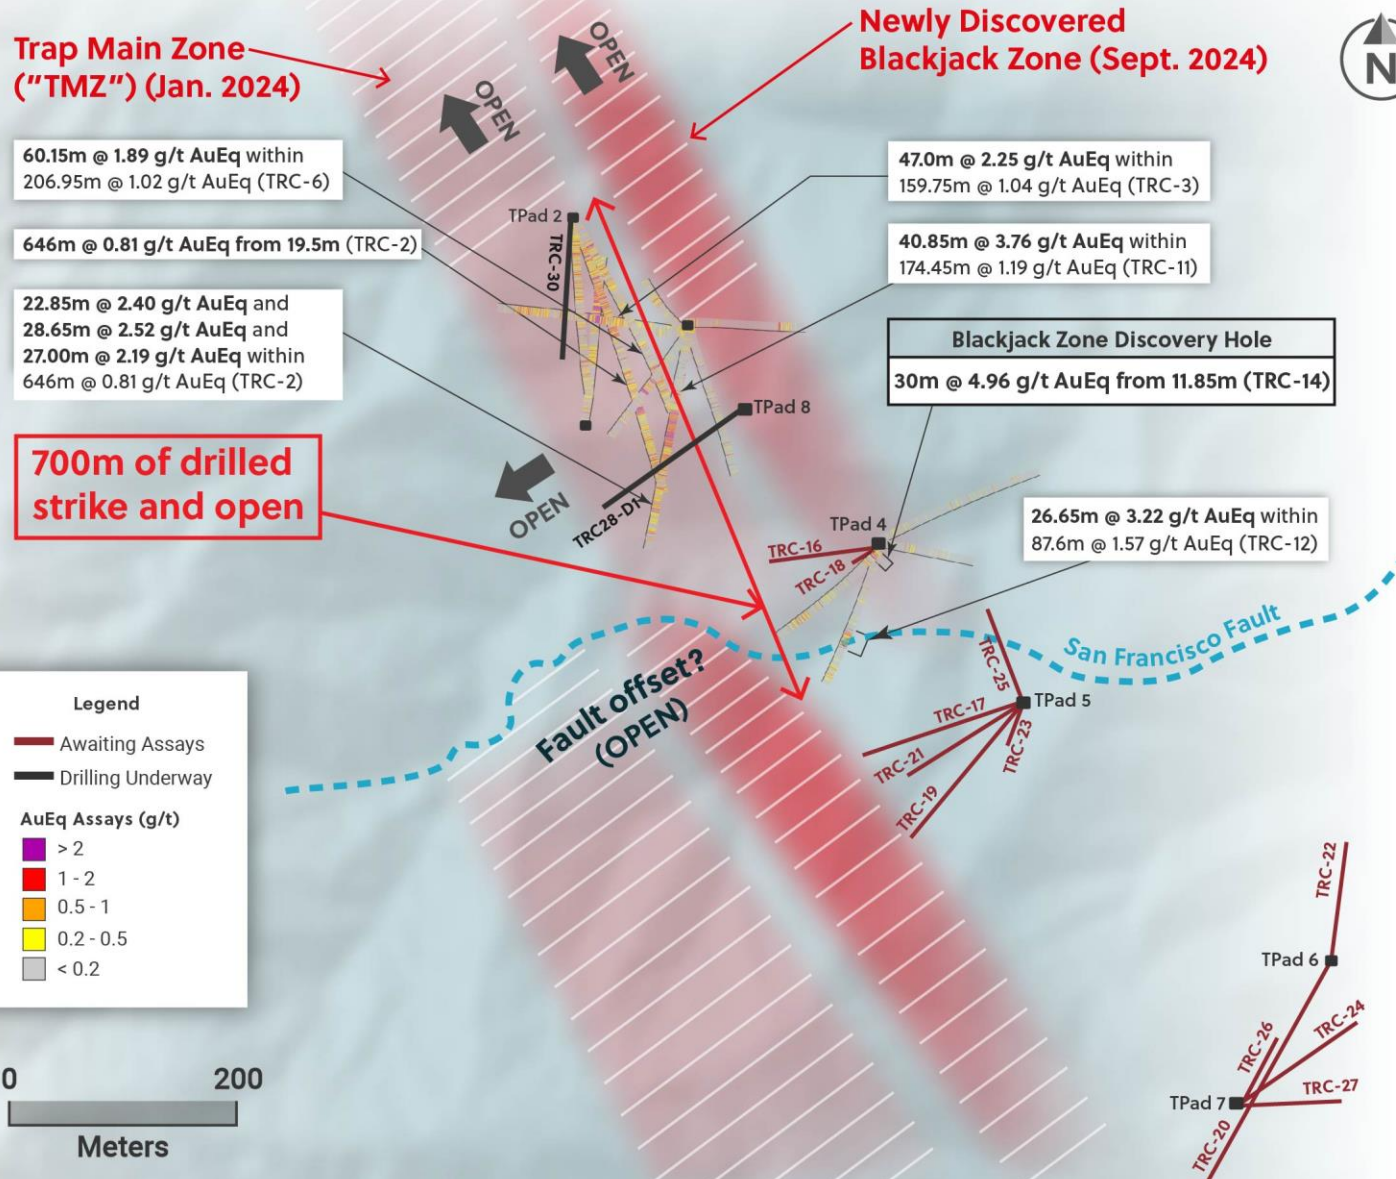 Trap Main Zone
("TMZ") (Jan. 2024)
Newly Discovered
Blackjack Zone (Sept. 2024)
N
OPEN
OPEN
60.15m @ 1.89 g/t AuEq within
206.95m @ 1.02 g/t AuEq (TRC-6)
646m @ 0.81 g/t AuEq from 19.5m (TRC-2)
22.85m @ 2.40 g/t AuEq and
28.65m @ 2.52 g/t AuEq and
27.00m @ 2.19 g/t AuEq within
646m @ 0.81 g/t AuEq (TRC-2)
47.0m @ 2.25 g/t AuEq within
159.75m @ 1.04 g/t AuEq (TRC-3)
40.85m @ 3.76 g/t AuEq within
174.45m @ 1.19 g/t AuEq (TRC-11)
Blackjack Zone Discovery Hole
30m @ 4.96 g/t AuEq from 11.85m (TRC-14)
26.65m @ 3.22 g/t AuEq within
87.6m @ 1.57 g/t AuEq (TRC-12)
700m of drilled
strike and open
TPad 2
TRC-30
TPad 8
TRC28-D1
OPEN
TPad 4
TRC-16
TRC-18
San Francisco Fault
Fault offset?
(OPEN)
TRC-25
TPad 5
TRC-17
TRC-23
TRC-21
TRC-19
TRC-22
TPad 6
TRC-24
TRC-26
TRC-27
TPad 7
TRC-20
Legend
Awaiting Assays
Drilling Underway
AuEq Assays (g/t)
> 2
1 - 2
0.5 - 1
0.2 - 0.5
< 0.2
0 200
Meters